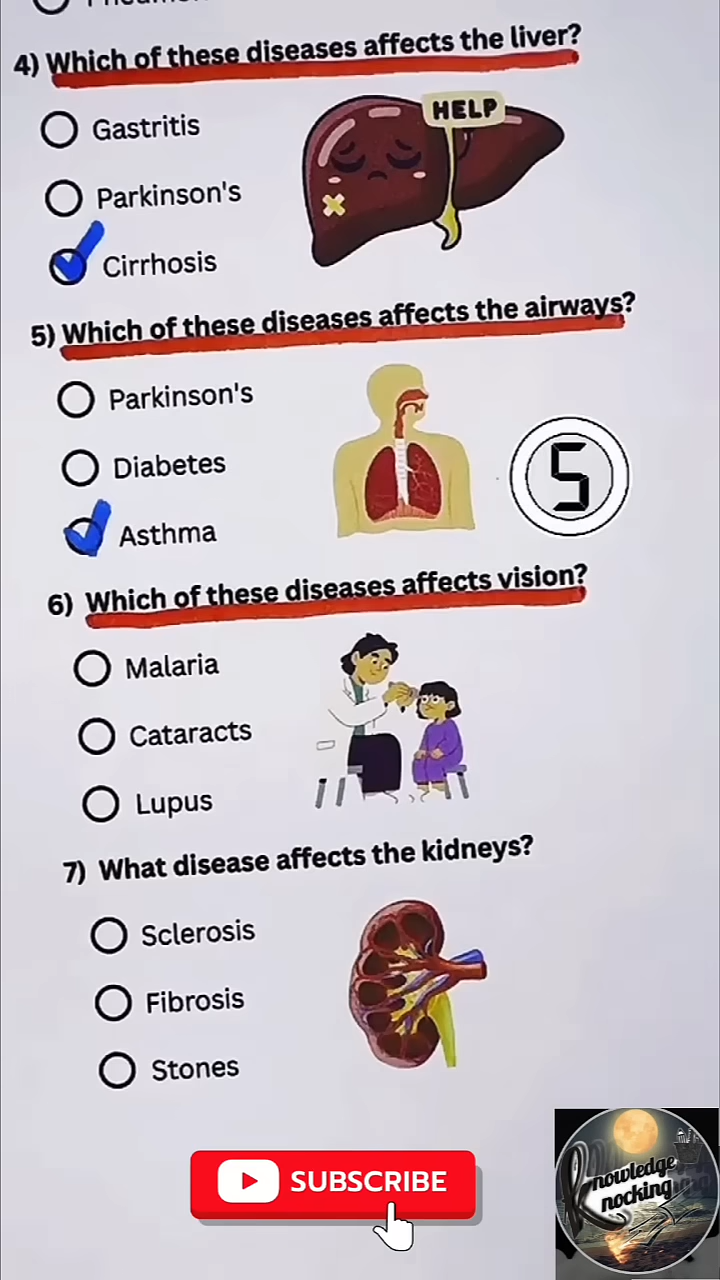 4) Which of these diseases affects the liver?
HELP
Gastritis
Parkinson's
Cirrhosis
5) Which of these diseases affects the airways?
Parkinson's
Diabetes
5
Asthma
6) Which of these diseases affects vision?
Malaria
Cataracts
Lupus
7) What disease affects the kidneys?
Sclerosis
Fibrosis
Stones
SUBSCRIBE
Knowledge
nocking